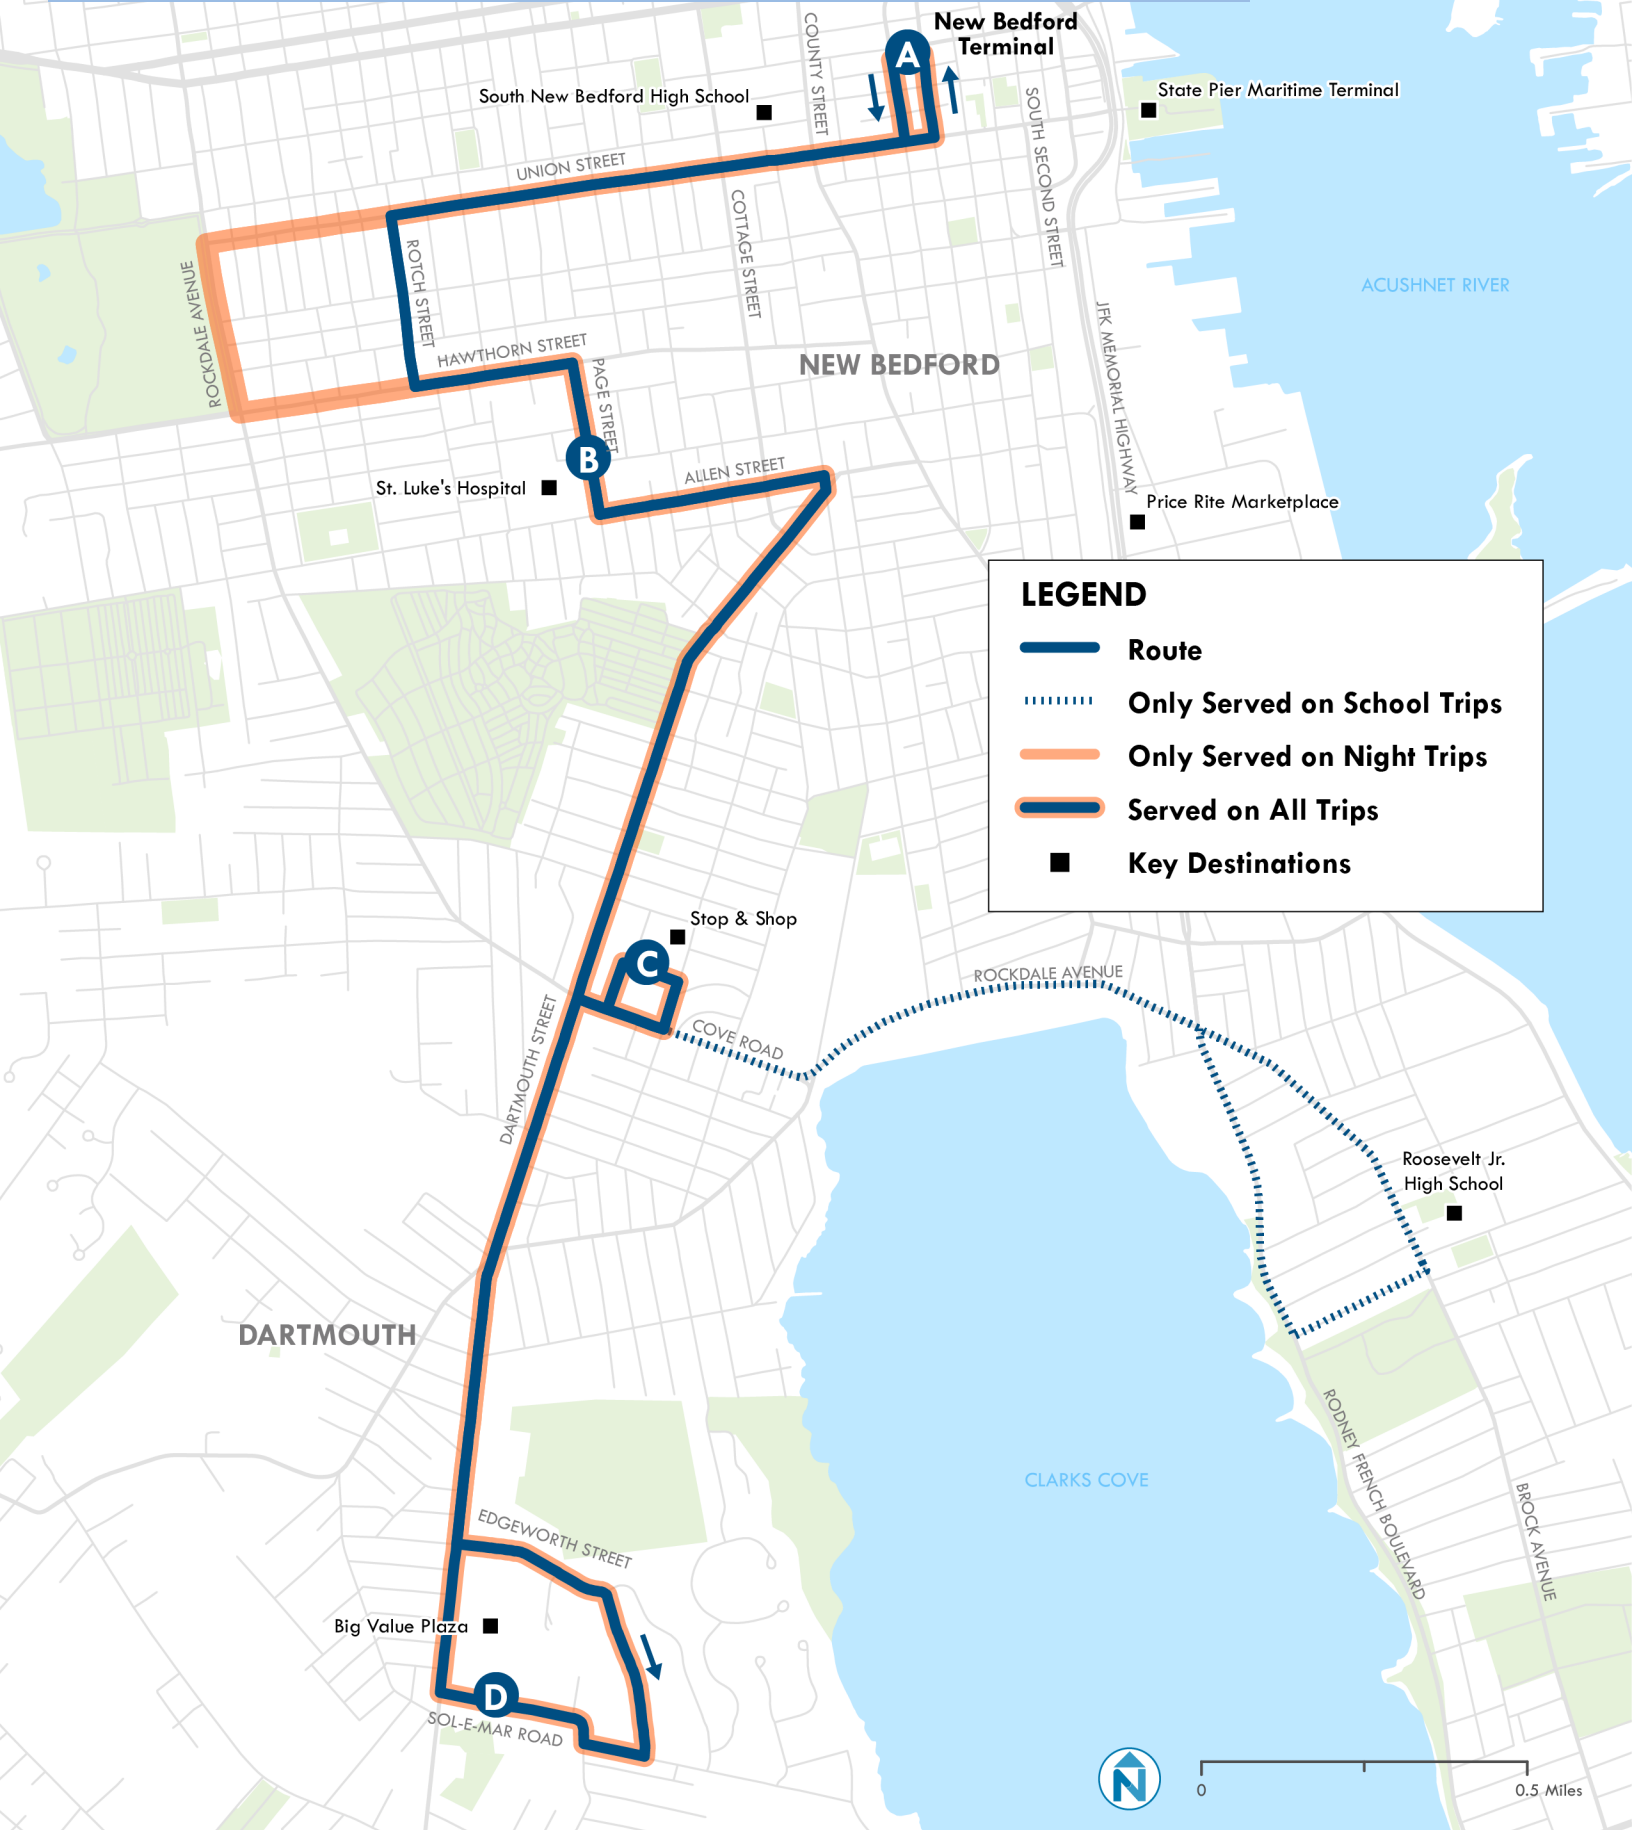 New Bedford
Terminal
A
COUNTY STREET
South New Bedford High School
State Pier Maritime Terminal
SOUTH SECOND STREET
UNION STREET
COTTAGE STREET
ROTCH STREET
ROCKDALE AVENUE
ACUSHNET RIVER
HAWTHORN STREET
PAGE STREET
NEW BEDFORD
JFK MEMORIAL HIGHWAY
B
ALLEN STREET
St. Luke's Hospital
Price Rite Marketplace
LEGEND
Route
Only Served on School Trips
Only Served on Night Trips
Served on All Trips
Key Destinations
Stop & Shop
C
ROCKDALE AVENUE
COVE ROAD
DARTMOUTH STREET
Roosevelt Jr.
High School
DARTMOUTH
RODNEY FRENCH BOULEVARD
CLARKS COVE
BROCK AVENUE
EDGEWORTH STREET
Big Value Plaza
D
SOL-E-MAR ROAD
N
0
0.5 Miles